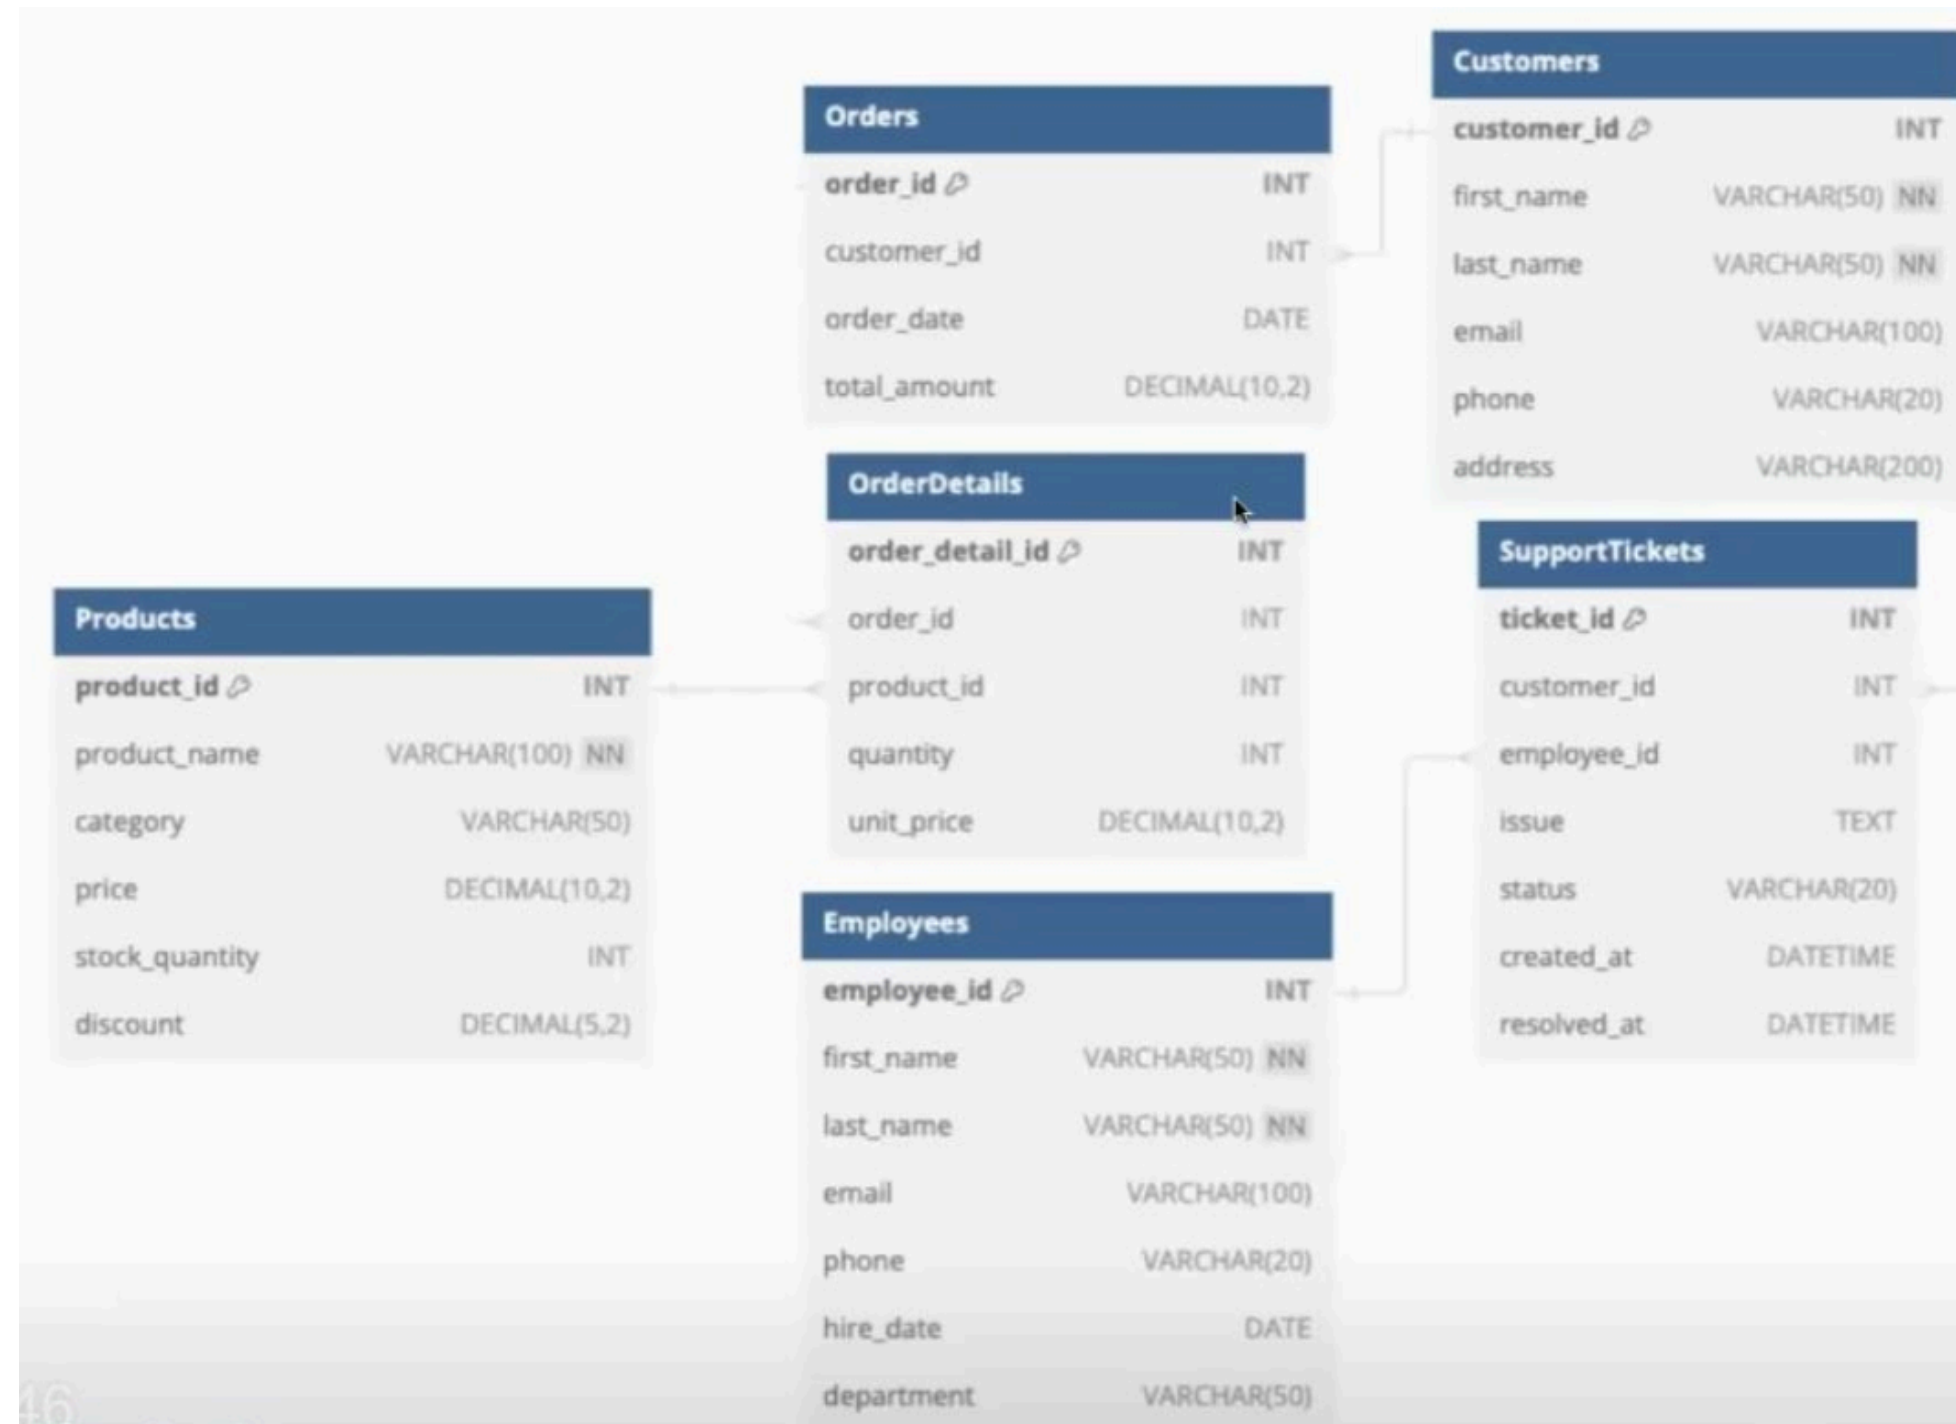 Orders
order_id INT
customer_id INT
order_date DATE
total_amount DECIMAL(10,2)
Customers
customer_id INT
first_name VARCHAR(50) NN
last_name VARCHAR(50) NN
email VARCHAR(100)
phone VARCHAR(20)
address VARCHAR(200)
OrderDetails
order_detail_id INT
order_id INT
product_id INT
quantity INT
unit_price DECIMAL(10,2)
SupportTickets
ticket_id INT
customer_id INT
employee_id INT
issue TEXT
status VARCHAR(20)
created_at DATETIME
resolved_at DATETIME
Products
product_id INT
product_name VARCHAR(100) NN
category VARCHAR(50)
price DECIMAL(10,2)
stock_quantity INT
discount DECIMAL(5,2)
Employees
employee_id INT
first_name VARCHAR(50) NN
last_name VARCHAR(50) NN
email VARCHAR(100)
phone VARCHAR(20)
hire_date DATE
department VARCHAR(50)
46